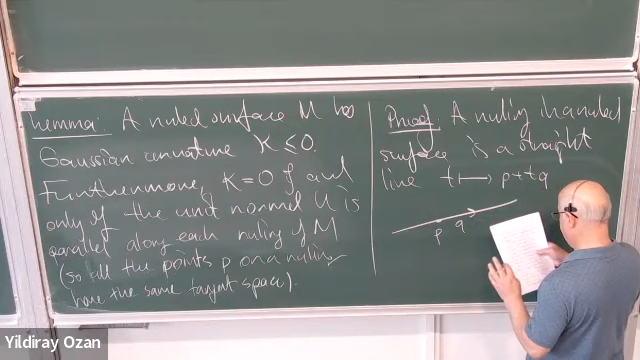 Lemma: A ruled surface M has
Gaussian curvature K ≤ 0.
Furthermore, K = 0 if and
only if the unit normal U is
parallel along each ruling of M
(so all the points p on a ruling
have the same tangent space).
Proof: A ruling in a ruled
surface is a straight
line t ⟼ p+tq
p q
Yildiray Ozan